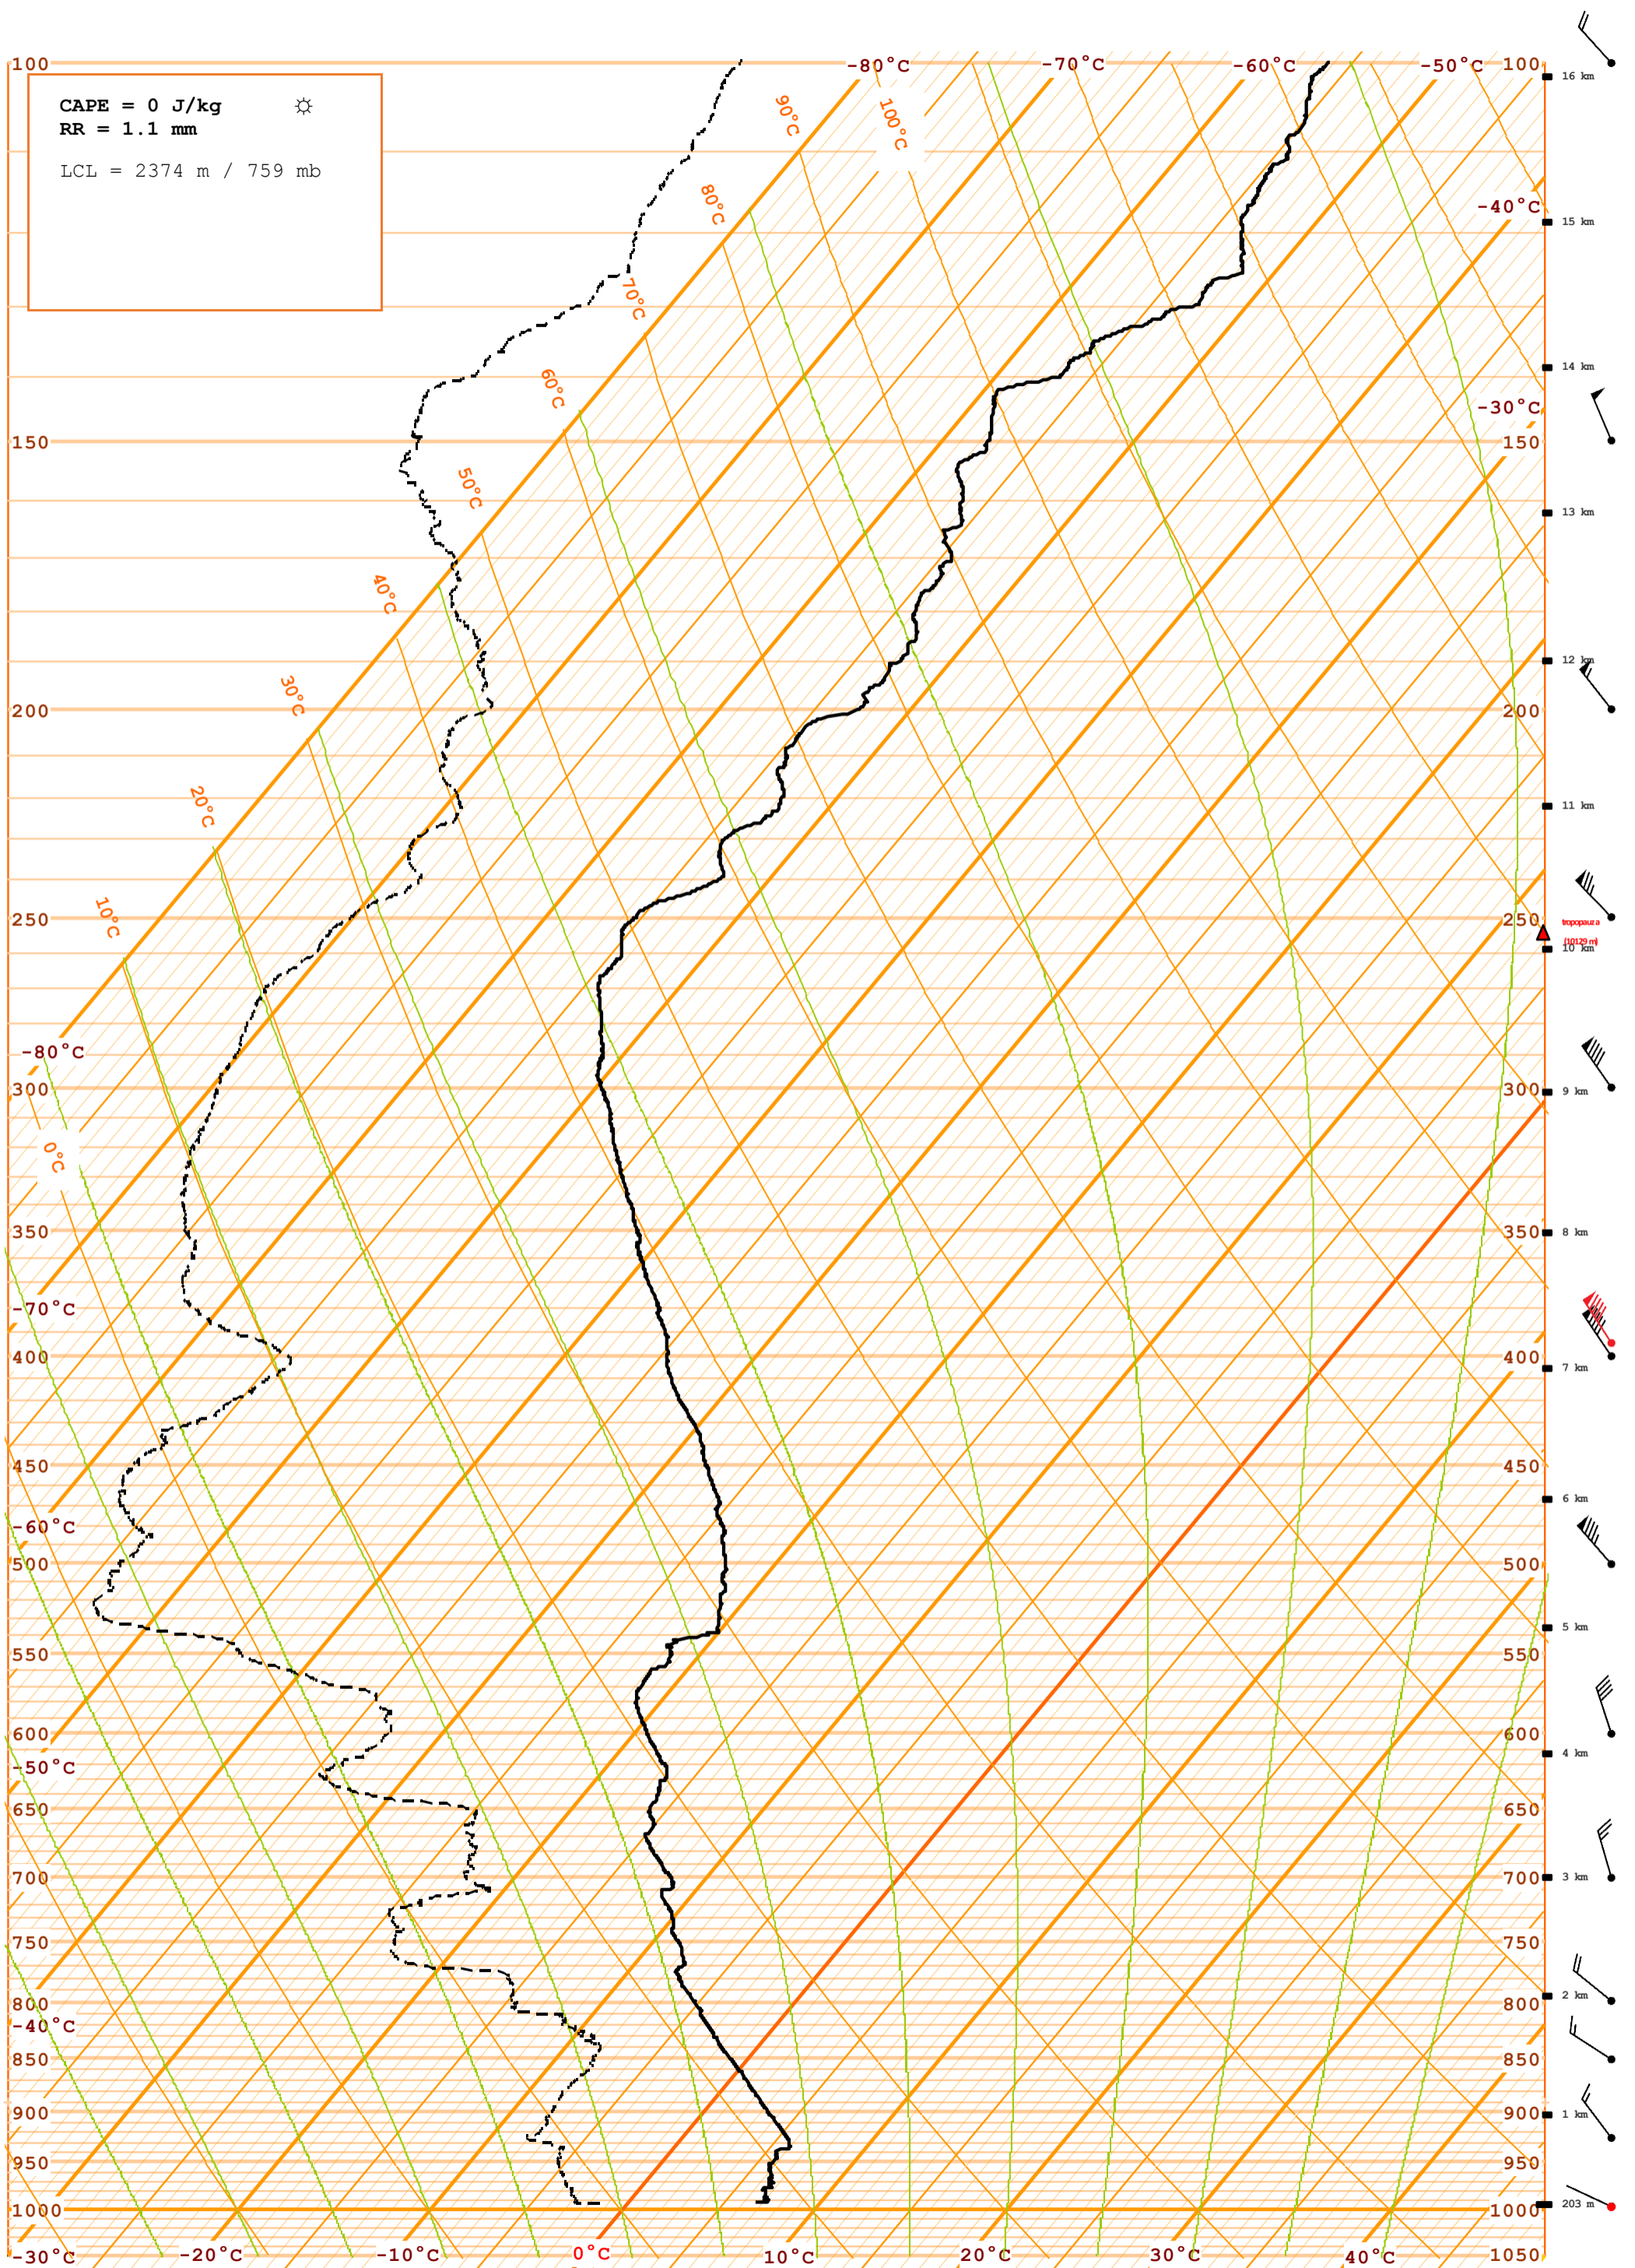 -80°C
-70°C
-60°C
-50°C
100
100
16 km
CAPE = 0 J/kg ☼
RR = 1.1 mm
LCL = 2374 m / 759 mb
90°C
100°C
80°C
-40°C
15 km
70°C
14 km
60°C
-30°C
150
150
50°C
13 km
40°C
12 km
30°C
200
200
20°C
11 km
10°C
250
250
tropopauza
(10129 m)
10 km
-80°C
300
300
9 km
0°C
350
350
8 km
-70°C
400
400
7 km
450
450
6 km
-60°C
500
500
5 km
550
550
600
600
4 km
-50°C
650
650
700
700
3 km
750
750
2 km
800
800
-40°C
850
850
900
900
1 km
950
950
1000
1000
203 m
-30°C
-20°C
-10°C
0°C
10°C
20°C
30°C
40°C
1050